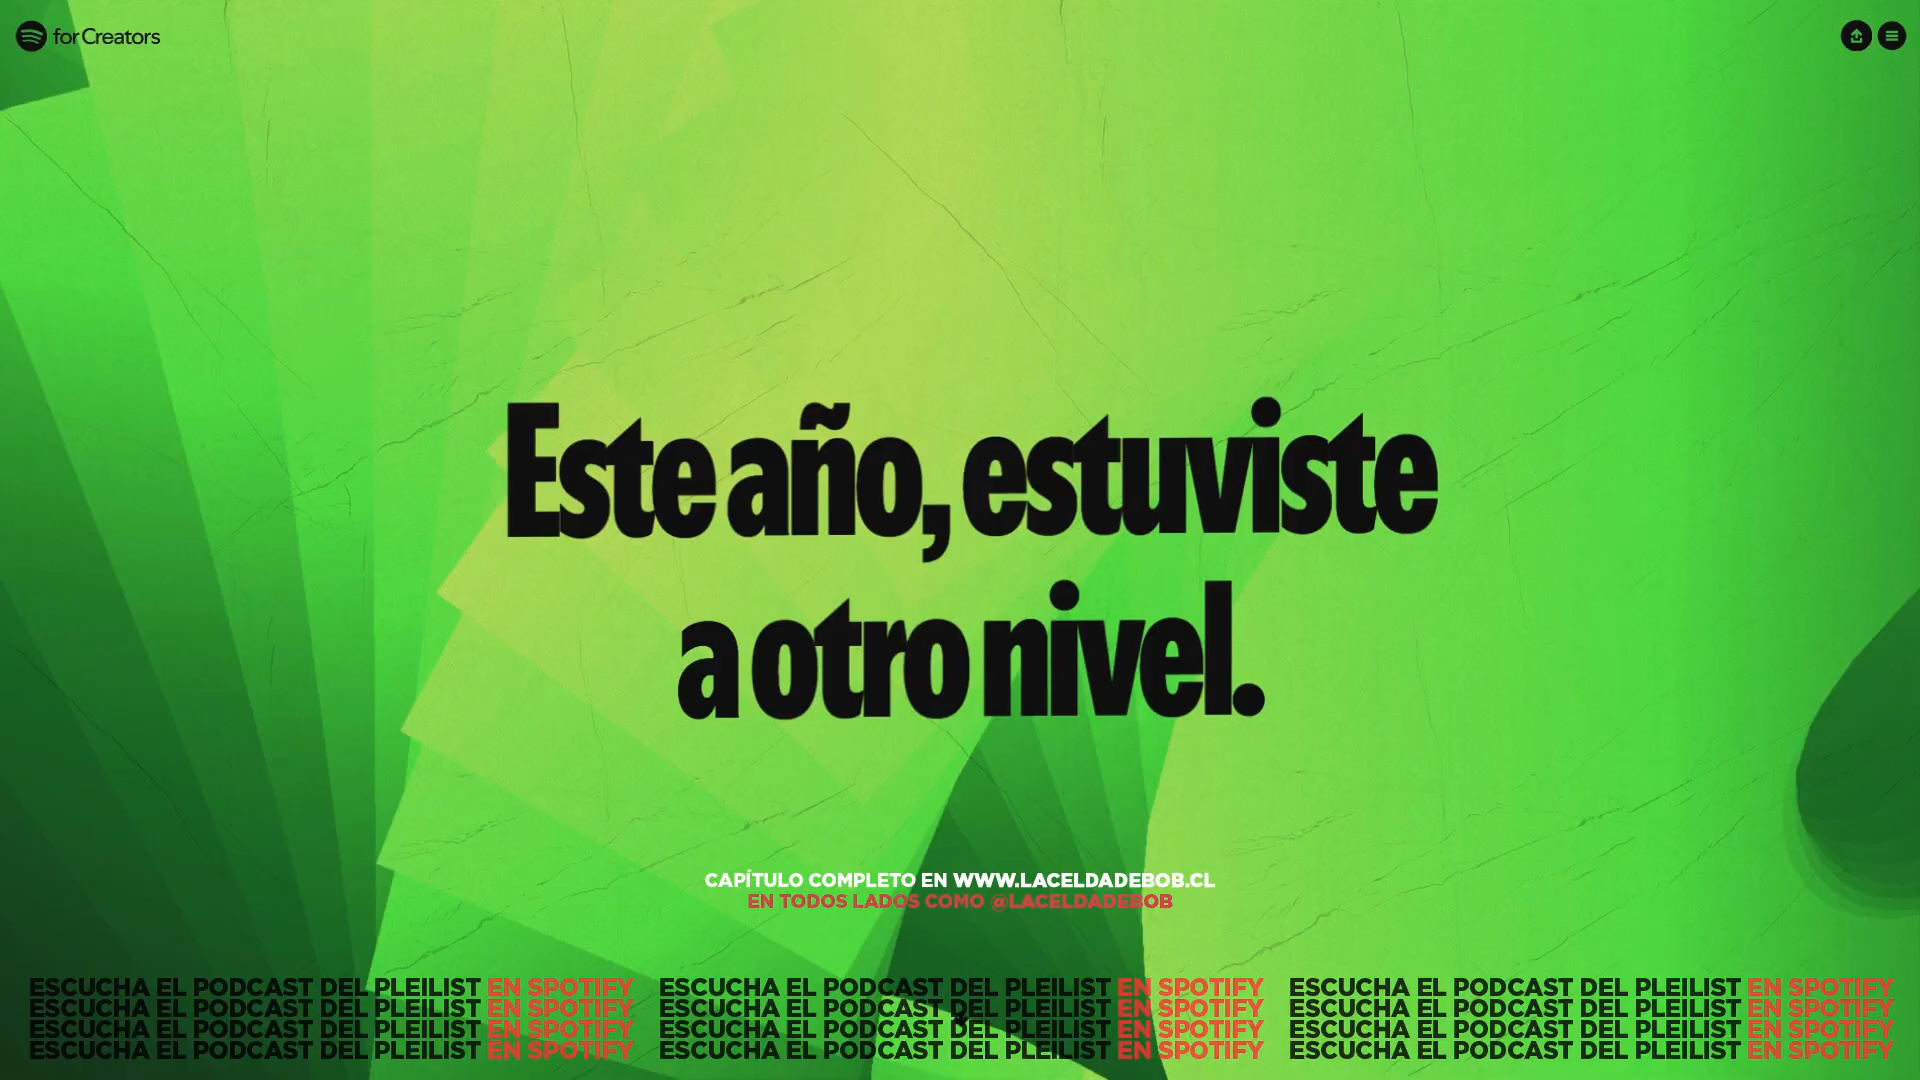 for Creators
Este año, estuviste
a otro nivel.
CAPÍTULO COMPLETO EN WWW.LACELDADEBOB.CL
EN TODOS LADOS COMO @LACELDADEBOB
ESCUCHA EL PODCAST DEL PLEILIST EN SPOTIFY ESCUCHA EL PODCAST DEL PLEILIST EN SPOTIFY ESCUCHA EL PODCAST DEL PLEILIST EN SPOTIFY
ESCUCHA EL PODCAST DEL PLEILIST EN SPOTIFY ESCUCHA EL PODCAST DEL PLEILIST EN SPOTIFY ESCUCHA EL PODCAST DEL PLEILIST EN SPOTIFY
ESCUCHA EL PODCAST DEL PLEILIST EN SPOTIFY ESCUCHA EL PODCAST DEL PLEILIST EN SPOTIFY ESCUCHA EL PODCAST DEL PLEILIST EN SPOTIFY
ESCUCHA EL PODCAST DEL PLEILIST EN SPOTIFY ESCUCHA EL PODCAST DEL PLEILIST EN SPOTIFY ESCUCHA EL PODCAST DEL PLEILIST EN SPOTIFY